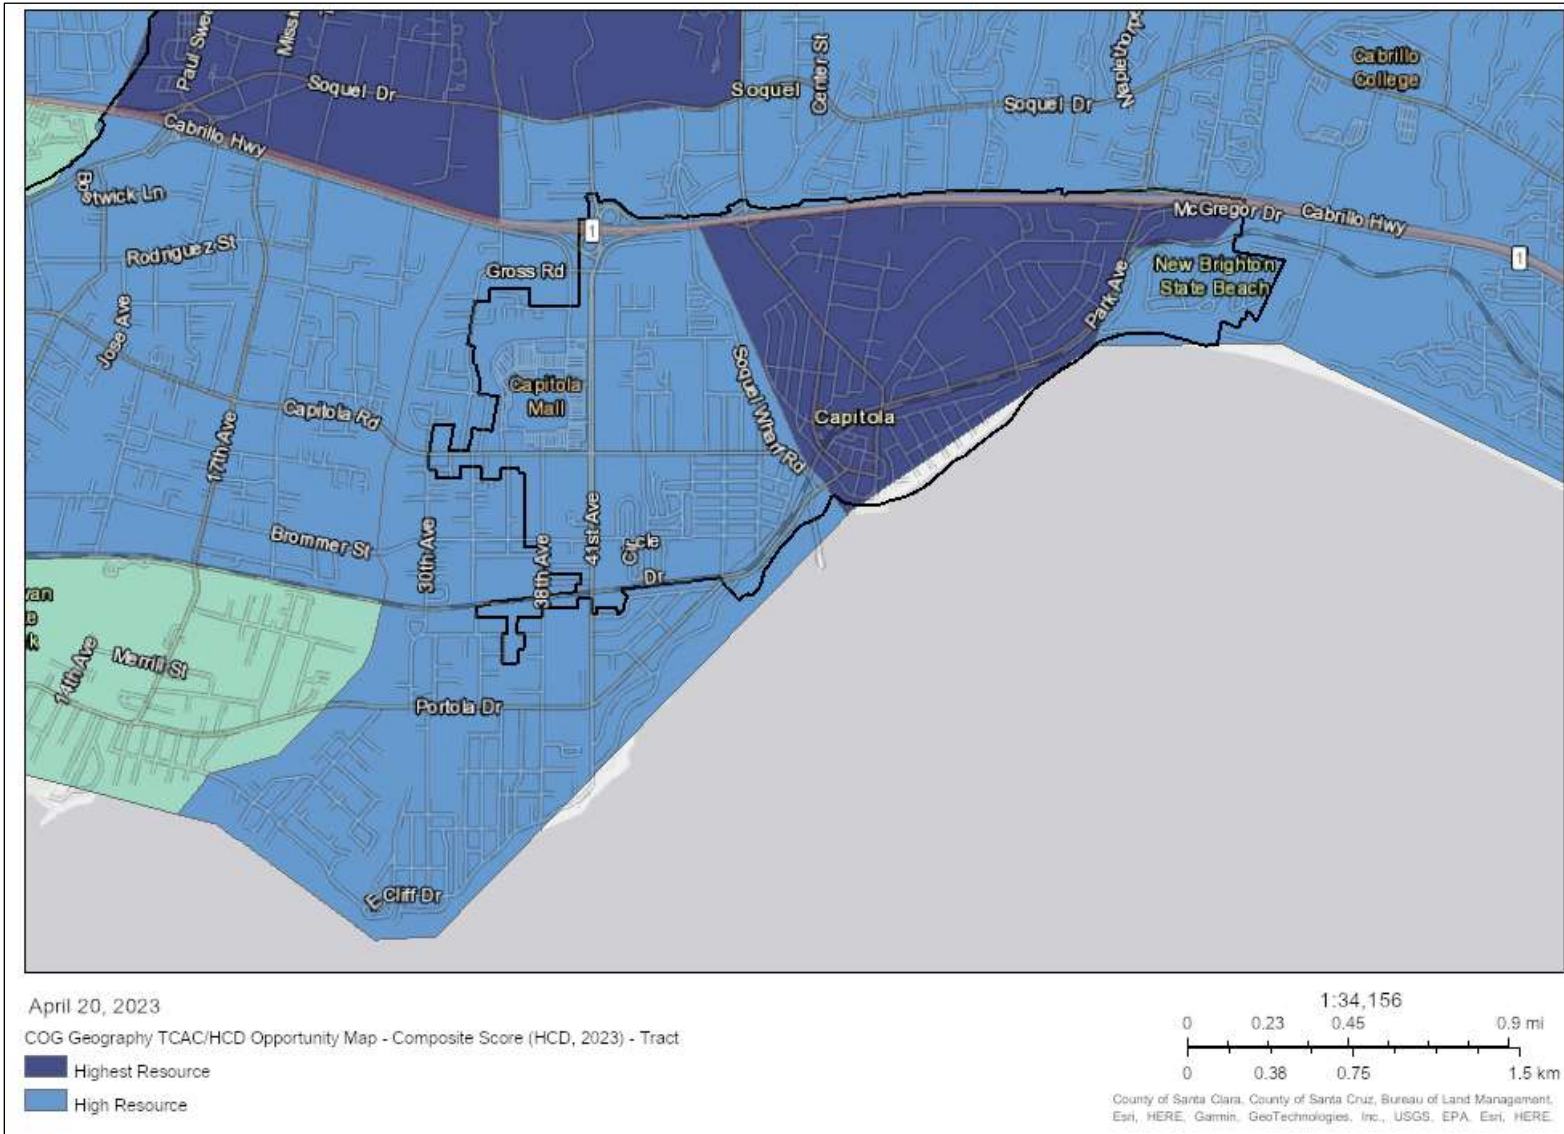 Paul Swe
Miss
Soquel Dr
Soquel
Center St
Soquel Dr
Maplethorpe
Cabrillo
College
Cabrillo Hwy
Bostwick Ln
Rodriguez St
Gross Rd
1
McGregor Dr
Cabrillo Hwy
1
New Brighton
State Beach
Park Ave
Jose Ave
Capitola
Mall
Soquel Wharf Rd
Capitola
Capitola Rd
17th Ave
Brommer St
30th Ave
38th Ave
41st Ave
Circle
Dr
van
e
k
14th Ave
Merrill St
Portola Dr
E Cliff Dr
April 20, 2023
COG Geography TCAC/HCD Opportunity Map - Composite Score (HCD, 2023) - Tract
Highest Resource
High Resource
1:34,156
0 0.23 0.45 0.9 mi
0 0.38 0.75 1.5 km
County of Santa Clara, County of Santa Cruz, Bureau of Land Management,
Esri, HERE, Garmin, GeoTechnologies, Inc., USGS, EPA, Esri, HERE,